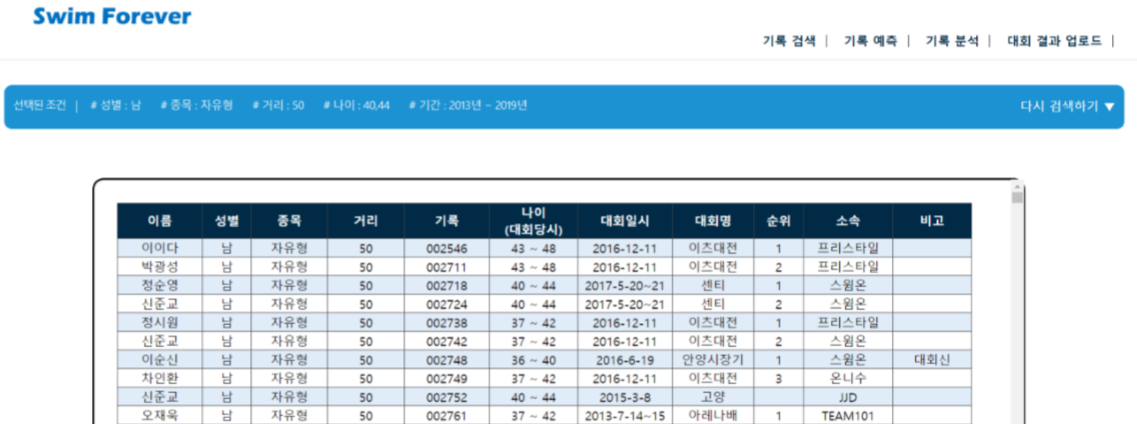 Swim Forever
기록 검색 | 기록 예측 | 기록 분석 | 대회 결과 업로드 |
선택된 조건 | # 성별 : 남 # 종목 : 자유형 # 거리 : 50 # 나이 : 40,44 # 기간 : 2013년 ~ 2019년 다시 검색하기 ▼
이름 성별 종목 거리 기록 나이 (대회당시) 대회일시 대회명 순위 소속 비고
이이다 남 자유형 50 002546 43 ~ 48 2016-12-11 이츠대전 1 프리스타일
박광성 남 자유형 50 002711 43 ~ 48 2016-12-11 이츠대전 2 프리스타일
정순영 남 자유형 50 002718 40 ~ 44 2017-5-20~21 센티 1 스윔온
신준교 남 자유형 50 002724 40 ~ 44 2017-5-20~21 센티 2 스윔온
정시원 남 자유형 50 002738 37 ~ 42 2016-12-11 이츠대전 1 프리스타일
신준교 남 자유형 50 002742 37 ~ 42 2016-12-11 이츠대전 2 스윔온
이순신 남 자유형 50 002748 36 ~ 40 2016-6-19 안양시장기 1 스윔온 대회신
차인환 남 자유형 50 002749 37 ~ 42 2016-12-11 이츠대전 3 온니수
신준교 남 자유형 50 002752 40 ~ 44 2015-3-8 고양 JJD
오재욱 남 자유형 50 002761 37 ~ 42 2013-7-14~15 아레나배 1 TEAM101